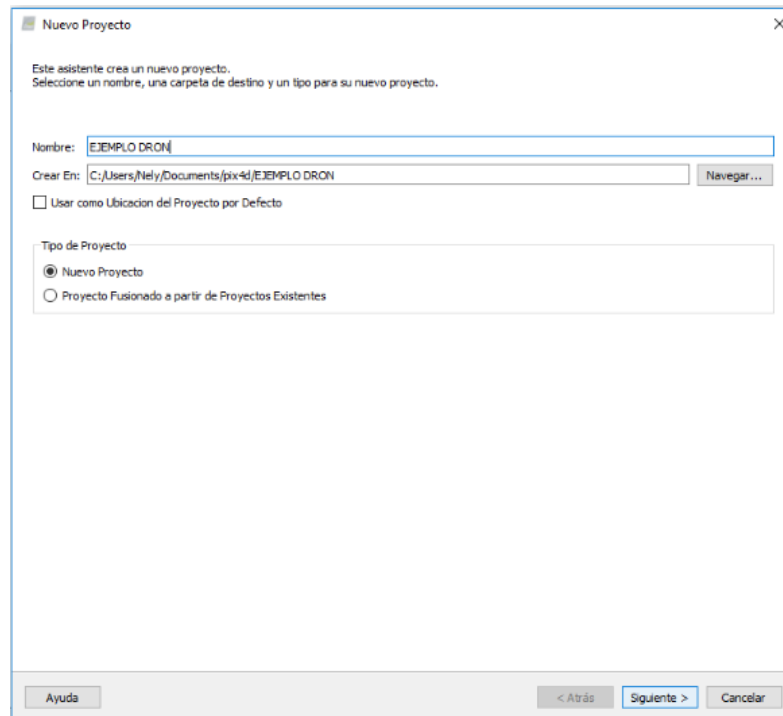 Nuevo Proyecto
Este asistente crea un nuevo proyecto.
Seleccione un nombre, una carpeta de destino y un tipo para su nuevo proyecto.
Nombre: EJEMPLO DRON
Crear En: C:/Users/Nely/Documents/pix4d/EJEMPLO DRON Navegar...
Usar como Ubicacion del Proyecto por Defecto
Tipo de Proyecto
Nuevo Proyecto
Proyecto Fusionado a partir de Proyectos Existentes
Ayuda < Atrás Siguiente > Cancelar